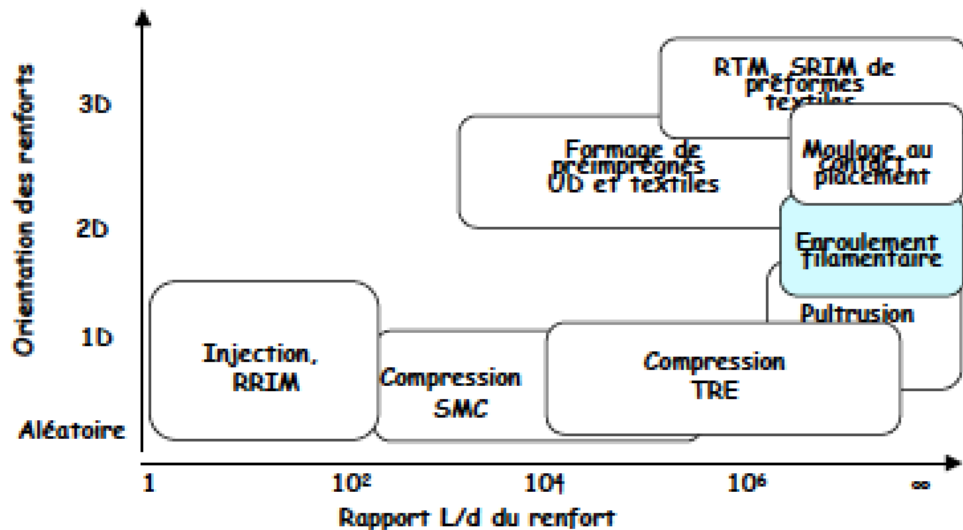 Orientation des renforts
3D
2D
1D
Aléatoire
RTM, SRIM de
préformes
textiles
Formage de
préimprégnés
UD et textiles
Moulage au
contact,
placement
Enroulement
filamentaire
Pultrusion
Injection,
RRIM
Compression
SMC
Compression
TRE
1
10²
10⁴
10⁶
∞
Rapport L/d du renfort